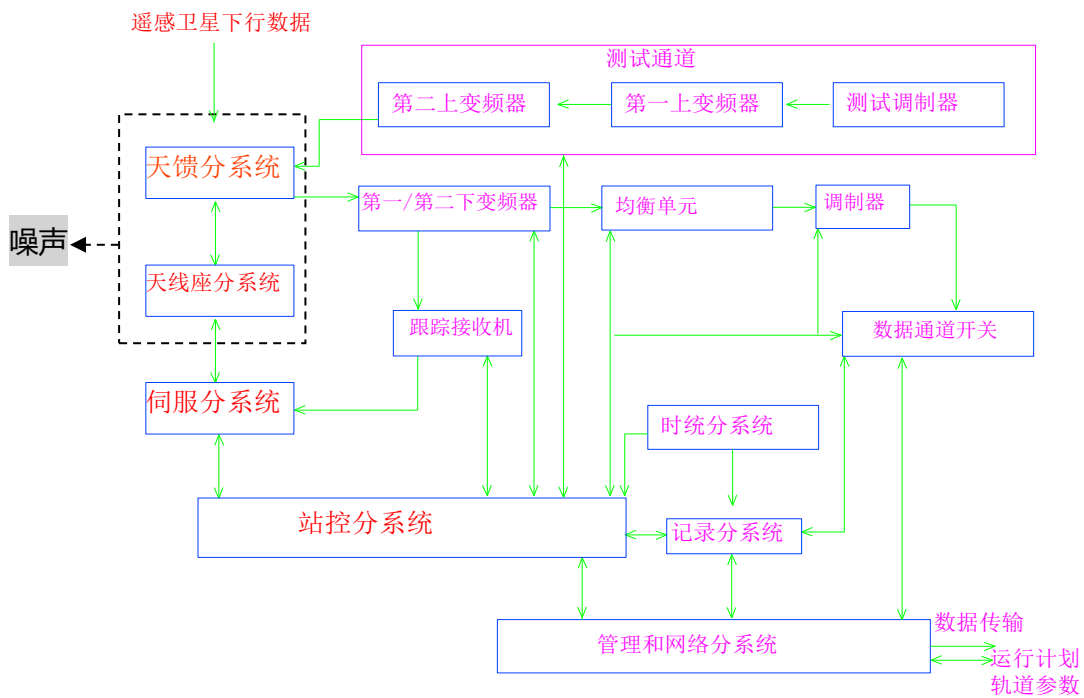 遥感卫星下行数据
测试通道
第二上变频器
第一上变频器
测试调制器
天馈分系统
第一/第二下变频器
均衡单元
调制器
噪声
天线座分系统
跟踪接收机
数据通道开关
伺服分系统
时统分系统
站控分系统
记录分系统
管理和网络分系统
数据传输
运行计划
轨道参数